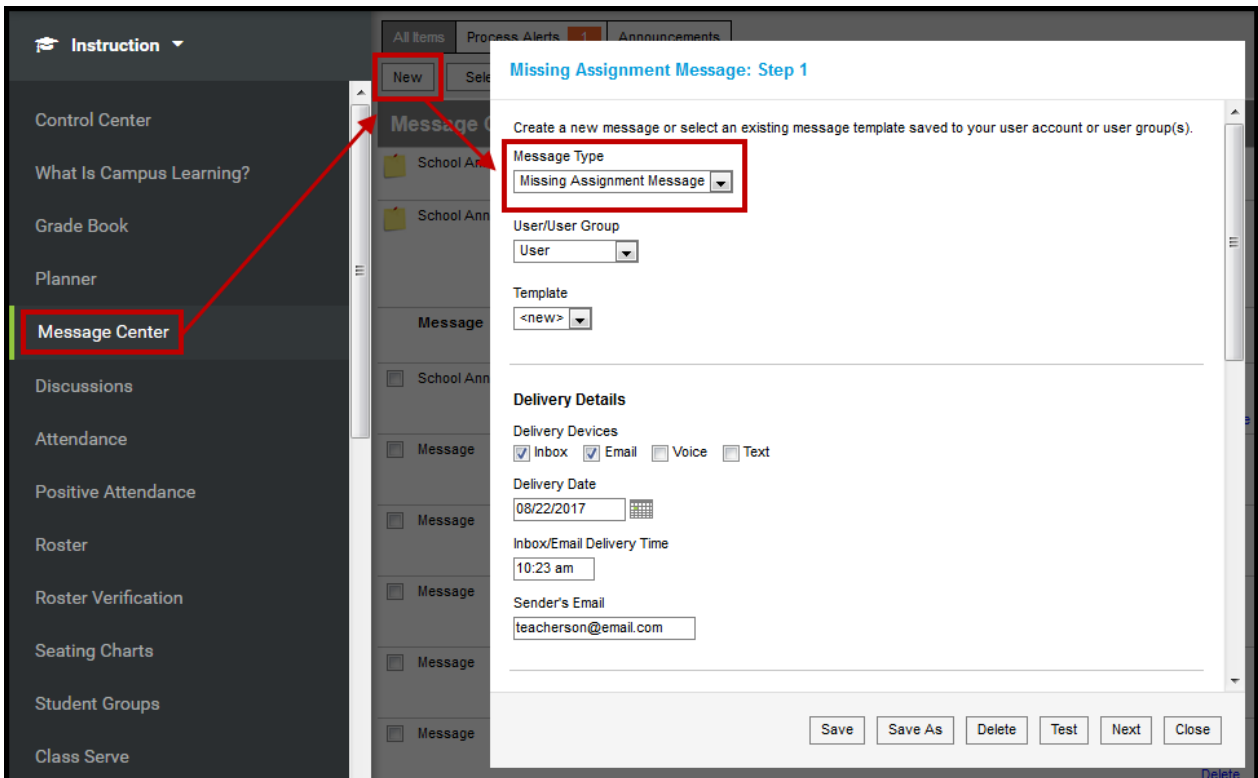 Instruction
Control Center
What Is Campus Learning?
Grade Book
Planner
Message Center
Discussions
Attendance
Positive Attendance
Roster
Roster Verification
Seating Charts
Student Groups
Class Serve
All Items Process Alerts 1 Announcements
New Sele
Message C
School An
School Ann
Message
School Ann
Message
Message
Message
Message
Message
Missing Assignment Message: Step 1
Create a new message or select an existing message template saved to your user account or user group(s).
Message Type
Missing Assignment Message
User/User Group
User
Template
<new>
Delivery Details
Delivery Devices
Inbox Email Voice Text
Delivery Date
08/22/2017
Inbox/Email Delivery Time
10:23 am
Sender's Email
teacherson@email.com
Save Save As Delete Test Next Close
Delete